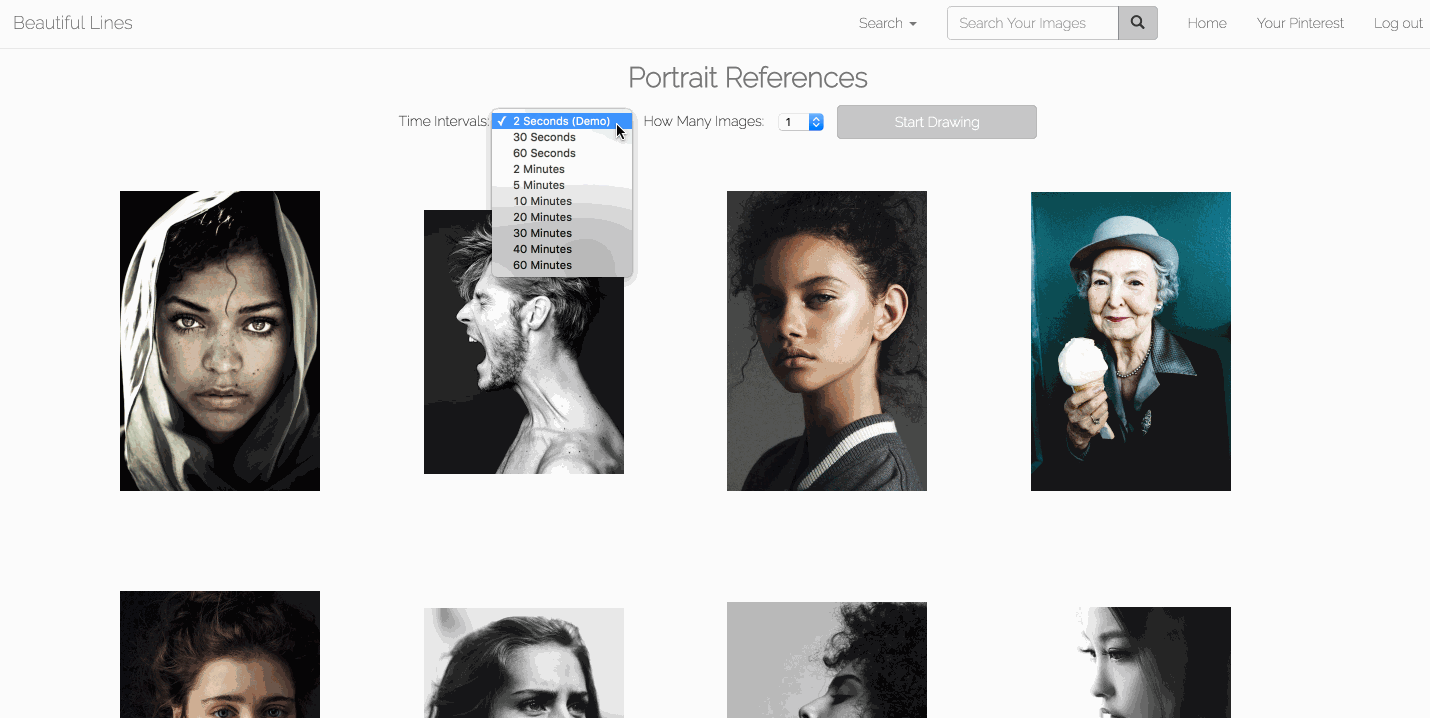 Beautiful Lines
Search
Search Your Images
Home
Your Pinterest
Log out
Portrait References
Time Intervals:
✓ 2 Seconds (Demo)
30 Seconds
60 Seconds
2 Minutes
5 Minutes
10 Minutes
20 Minutes
30 Minutes
40 Minutes
60 Minutes
How Many Images:
1
Start Drawing